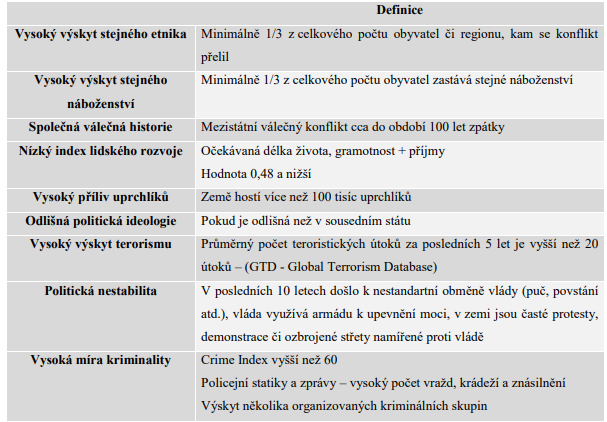 Definice
Vysoký výskyt stejného etnika Minimálně 1/3 z celkového počtu obyvatel či regionu, kam se konflikt
přelil
Vysoký výskyt stejného Minimálně 1/3 z celkového počtu obyvatel zastává stejné náboženství
náboženství
Společná válečná historie Mezistátní válečný konflikt cca do období 100 let zpátky
Nízký index lidského rozvoje Očekávaná délka života, gramotnost + příjmy
Hodnota 0,48 a nižší
Vysoký příliv uprchlíků Země hostí více než 100 tisíc uprchlíků
Odlišná politická ideologie Pokud je odlišná než v sousedním státu
Vysoký výskyt terorismu Průměrný počet teroristických útoků za posledních 5 let je vyšší než 20
útoků – (GTD - Global Terrorism Database)
Politická nestabilita V posledních 10 letech došlo k nestandartní obměně vlády (puč, povstání
atd.), vláda využívá armádu k upevnění moci, v zemi jsou časté protesty,
demonstrace či ozbrojené střety namířené proti vládě
Vysoká míra kriminality Crime Index vyšší než 60
Policejní statiky a zprávy – vysoký počet vražd, krádeží a znásilnění
Výskyt několika organizovaných kriminálních skupin